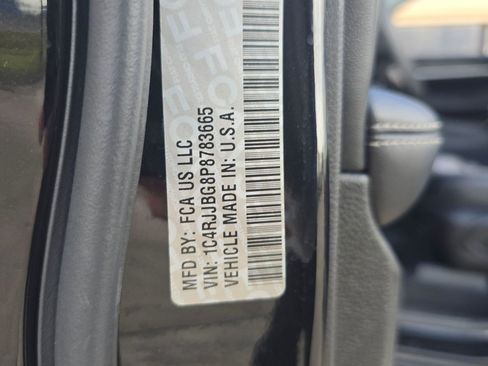 MFD BY: FCA US LLC
VIN: 1C4RJJBG8P8783665
VEHICLE MADE IN: U.S.A.